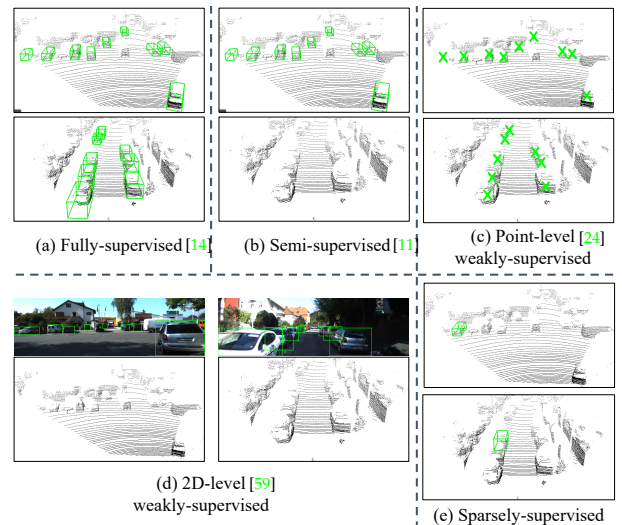 (a) Fully-supervised [14]
(b) Semi-supervised [11]
(c) Point-level [24]
weakly-supervised
(d) 2D-level [59]
weakly-supervised
(e) Sparsely-supervised